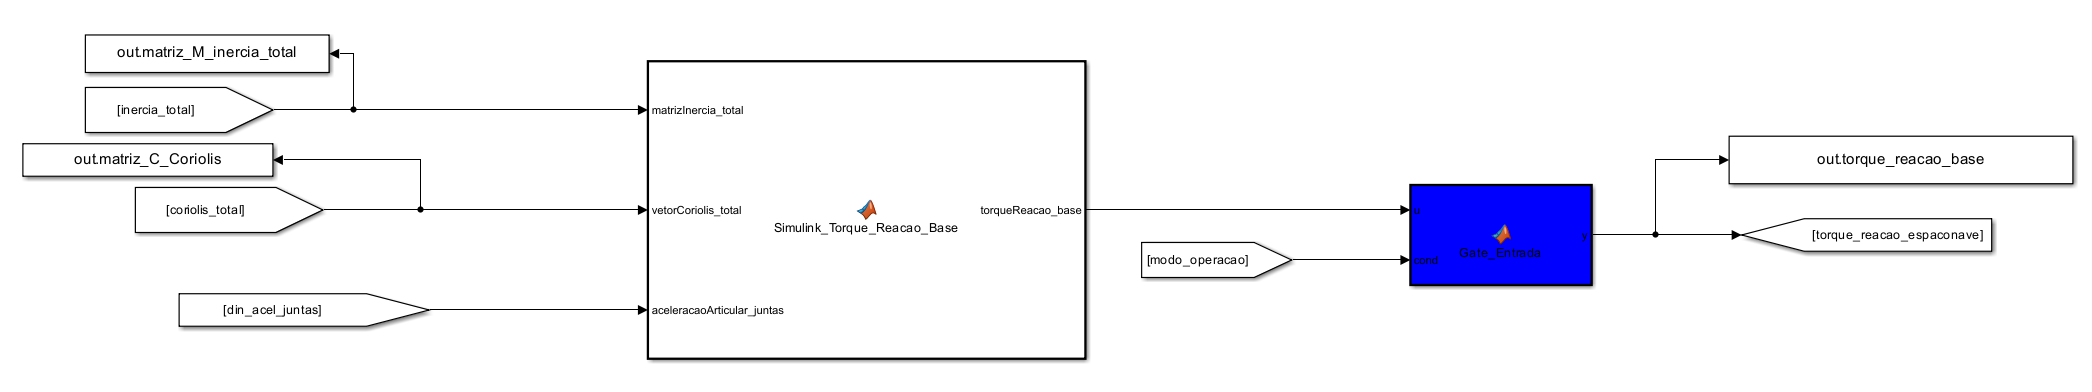 out.matriz_M_inercia_total
[inercia_total]
matrizInercia_total
out.matriz_C_Coriolis
[coriolis_total]
vetorCoriolis_total
Simulink_Torque_Reacao_Base
torqueReacao_base
[din_acel_juntas]
aceleracaoArticular_juntas
[modo_operacao]
u
cond
Gate_Entrada
y
out.torque_reacao_base
[torque_reacao_espaconave]